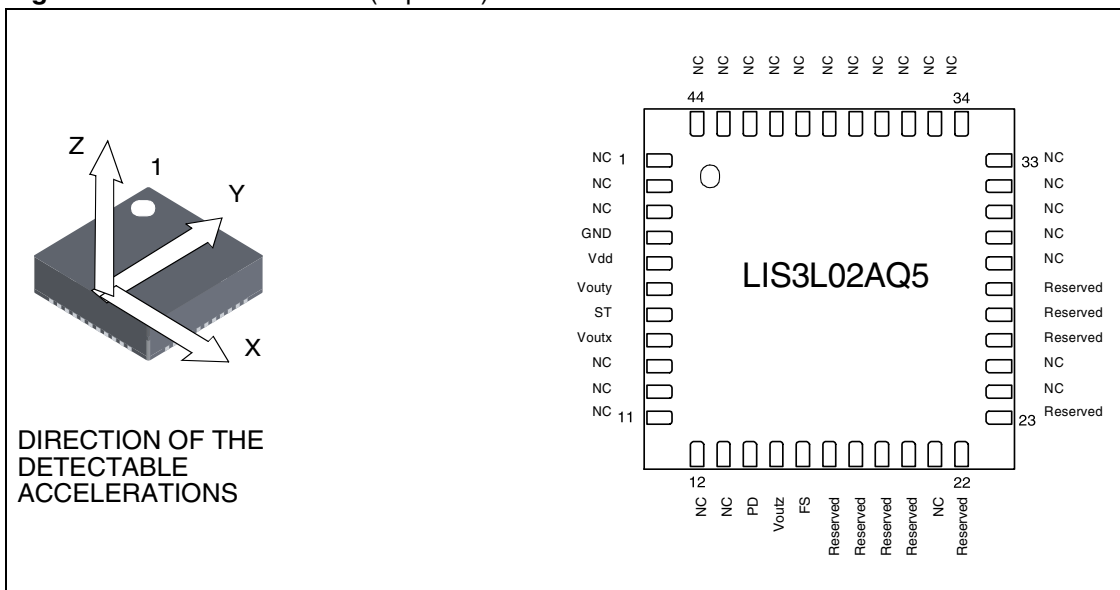 Z
1
Y
X
DIRECTION OF THE
DETECTABLE
ACCELERATIONS
NC NC NC NC NC NC NC NC NC NC NC
44 34
NC 1
NC
NC
GND
Vdd
Vouty
ST
Voutx
NC
NC
NC 11
LIS3L02AQ5
33 NC
NC
NC
NC
NC
Reserved
Reserved
Reserved
NC
NC
23 Reserved
12 22
NC NC PD Voutz FS Reserved Reserved Reserved Reserved NC Reserved